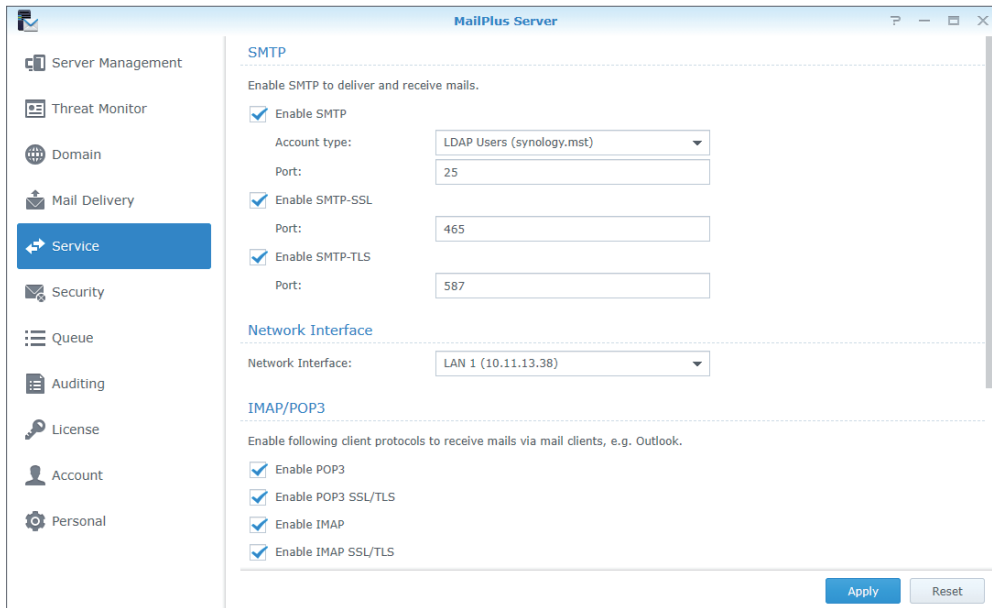 MailPlus Server
Server Management
Threat Monitor
Domain
Mail Delivery
Service
Security
Queue
Auditing
License
Account
Personal
SMTP
Enable SMTP to deliver and receive mails.
Enable SMTP
Account type: LDAP Users (synology.mst)
Port: 25
Enable SMTP-SSL
Port: 465
Enable SMTP-TLS
Port: 587
Network Interface
Network Interface: LAN 1 (10.11.13.38)
IMAP/POP3
Enable following client protocols to receive mails via mail clients, e.g. Outlook.
Enable POP3
Enable POP3 SSL/TLS
Enable IMAP
Enable IMAP SSL/TLS
Apply Reset